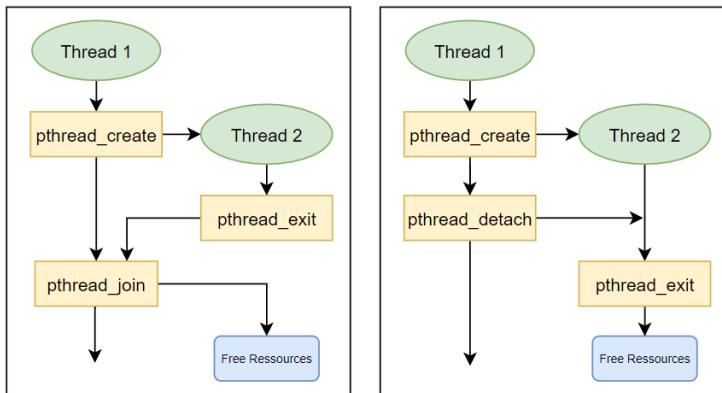 Thread 1
pthread_create
Thread 2
pthread_exit
pthread_join
Free Ressources
Thread 1
pthread_create
Thread 2
pthread_detach
pthread_exit
Free Ressources